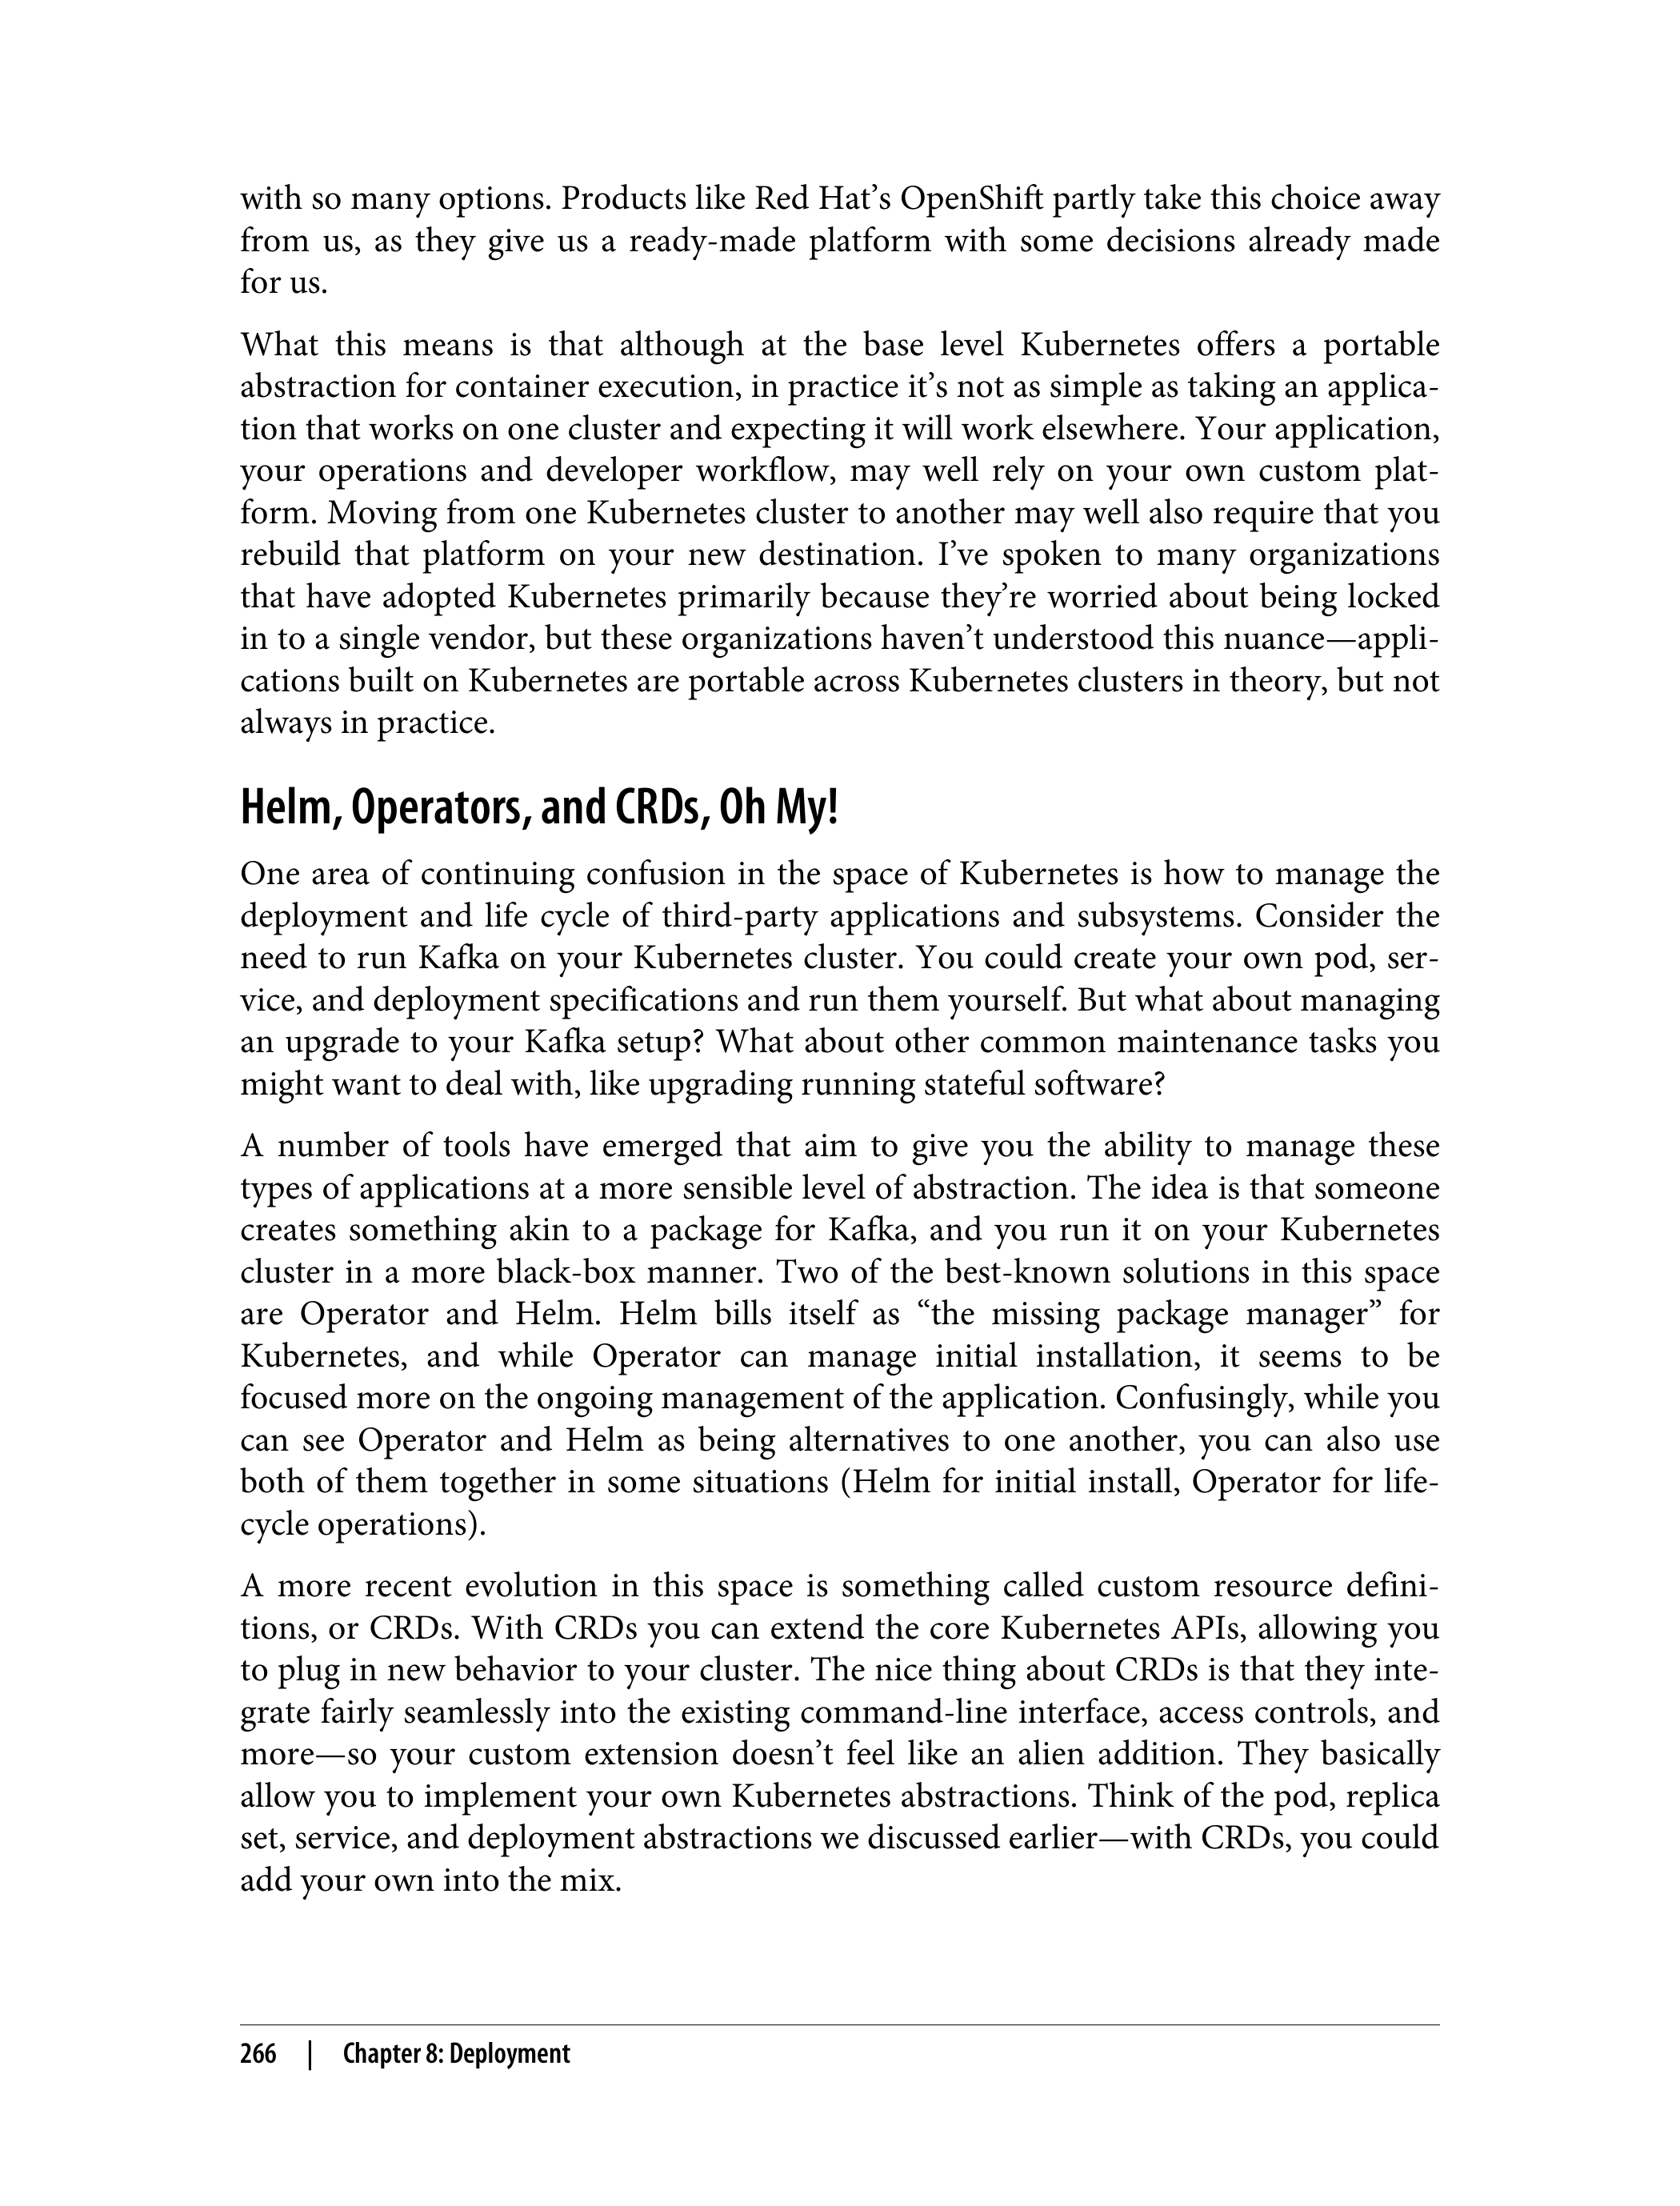 with so many options. Products like Red Hat’s OpenShift partly take this choice away
from us, as they give us a ready-made platform with some decisions already made
for us.
What this means is that although at the base level Kubernetes offers a portable
abstraction for container execution, in practice it’s not as simple as taking an applica-
tion that works on one cluster and expecting it will work elsewhere. Your application,
your operations and developer workflow, may well rely on your own custom plat-
form. Moving from one Kubernetes cluster to another may well also require that you
rebuild that platform on your new destination. I’ve spoken to many organizations
that have adopted Kubernetes primarily because they’re worried about being locked
in to a single vendor, but these organizations haven’t understood this nuance—appli-
cations built on Kubernetes are portable across Kubernetes clusters in theory, but not
always in practice.
Helm, Operators, and CRDs, Oh My!
One area of continuing confusion in the space of Kubernetes is how to manage the
deployment and life cycle of third-party applications and subsystems. Consider the
need to run Kafka on your Kubernetes cluster. You could create your own pod, ser-
vice, and deployment specifications and run them yourself. But what about managing
an upgrade to your Kafka setup? What about other common maintenance tasks you
might want to deal with, like upgrading running stateful software?
A number of tools have emerged that aim to give you the ability to manage these
types of applications at a more sensible level of abstraction. The idea is that someone
creates something akin to a package for Kafka, and you run it on your Kubernetes
cluster in a more black-box manner. Two of the best-known solutions in this space
are Operator and Helm. Helm bills itself as “the missing package manager” for
Kubernetes, and while Operator can manage initial installation, it seems to be
focused more on the ongoing management of the application. Confusingly, while you
can see Operator and Helm as being alternatives to one another, you can also use
both of them together in some situations (Helm for initial install, Operator for life-
cycle operations).
A more recent evolution in this space is something called custom resource defini-
tions, or CRDs. With CRDs you can extend the core Kubernetes APIs, allowing you
to plug in new behavior to your cluster. The nice thing about CRDs is that they inte-
grate fairly seamlessly into the existing command-line interface, access controls, and
more—so your custom extension doesn’t feel like an alien addition. They basically
allow you to implement your own Kubernetes abstractions. Think of the pod, replica
set, service, and deployment abstractions we discussed earlier—with CRDs, you could
add your own into the mix.
266 | Chapter 8: Deployment